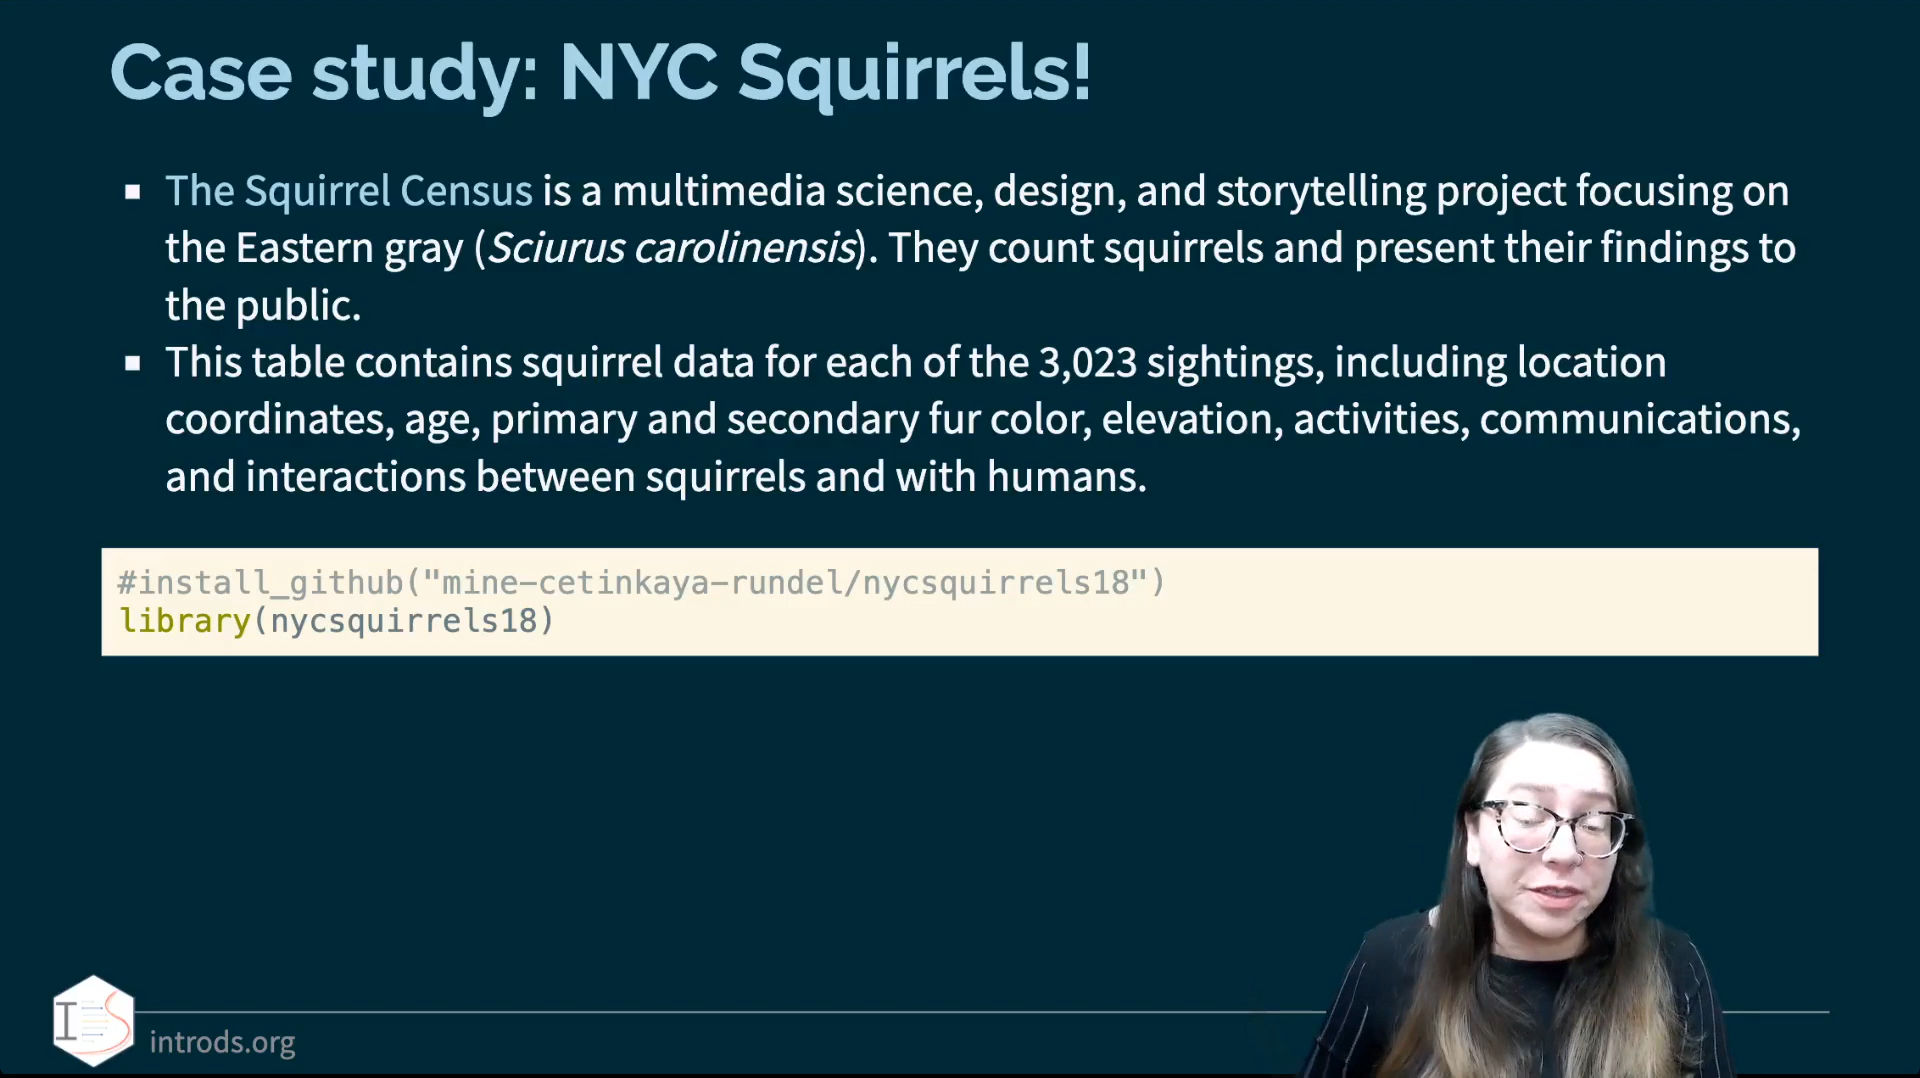 Case study: NYC Squirrels!
The Squirrel Census is a multimedia science, design, and storytelling project focusing on
the Eastern gray (Sciurus carolinensis). They count squirrels and present their findings to
the public.
This table contains squirrel data for each of the 3,023 sightings, including location
coordinates, age, primary and secondary fur color, elevation, activities, communications,
and interactions between squirrels and with humans.
#install_github("mine-cetinkaya-rundel/nycsquirrels18")
library(nycsquirrels18)
IS
introds.org